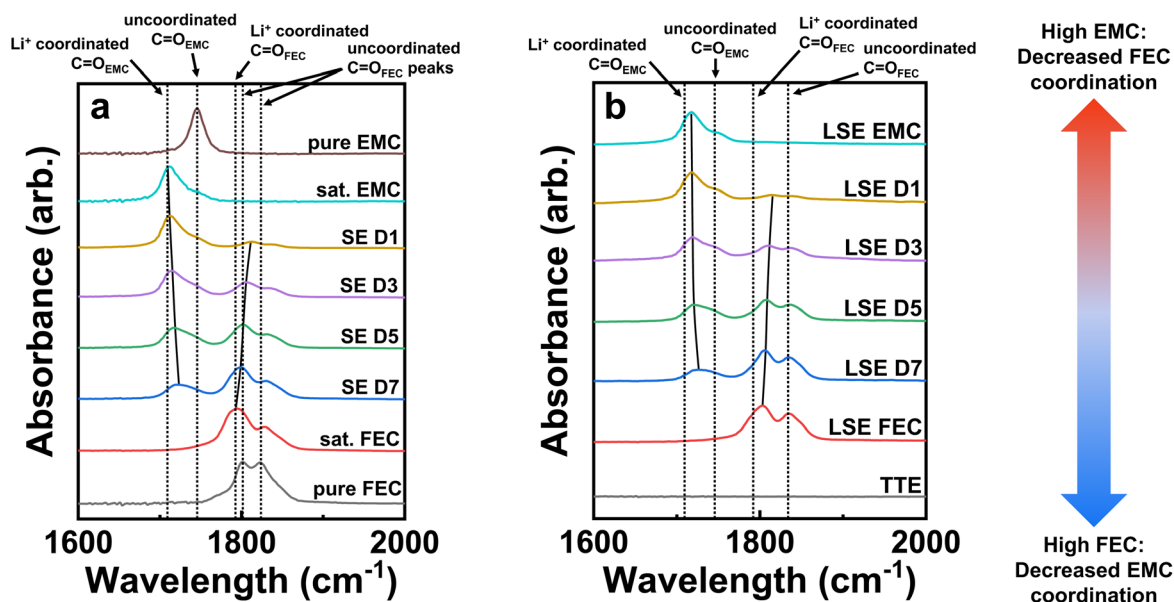 Li⁺ coordinated
C=O_EMC
uncoordinated
C=O_EMC
Li⁺ coordinated
C=O_FEC
uncoordinated
C=O_FEC peaks
a
pure EMC
sat. EMC
SE D1
SE D3
SE D5
SE D7
sat. FEC
pure FEC
Absorbance (arb.)
1600
1800
2000
Wavelength (cm⁻¹)
Li⁺ coordinated
C=O_EMC
uncoordinated
C=O_EMC
Li⁺ coordinated
C=O_FEC
uncoordinated
C=O_FEC
b
LSE EMC
LSE D1
LSE D3
LSE D5
LSE D7
LSE FEC
TTE
Absorbance (arb.)
1600
1800
2000
Wavelength (cm⁻¹)
High EMC:
Decreased FEC
coordination
High FEC:
Decreased EMC
coordination